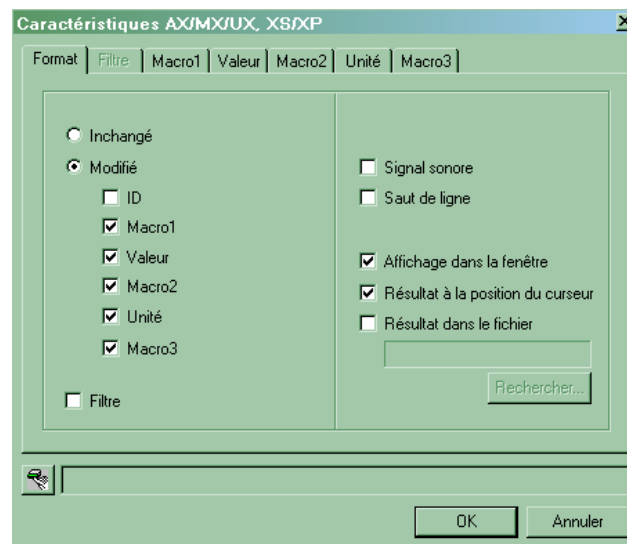 Caractéristiques AX/MX/UX, XS/XP
Format Filtre Macro1 Valeur Macro2 Unité Macro3
Inchangé
Modifié
ID
Macro1
Valeur
Macro2
Unité
Macro3
Filtre
Signal sonore
Saut de ligne
Affichage dans la fenêtre
Résultat à la position du curseur
Résultat dans le fichier
Rechercher...
OK Annuler